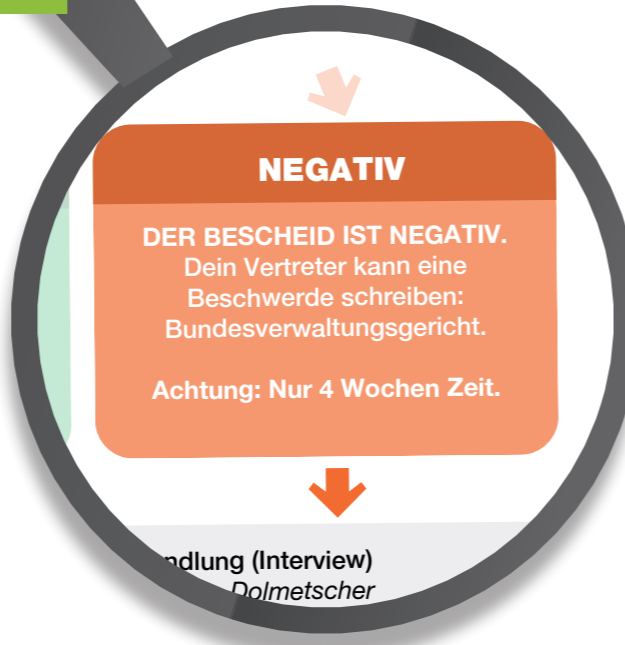 NEGATIV
DER BESCHEID IST NEGATIV.
Dein Vertreter kann eine
Beschwerde schreiben:
Bundesverwaltungsgericht.
Achtung: Nur 4 Wochen Zeit.
ndlung (Interview)
Dolmetscher